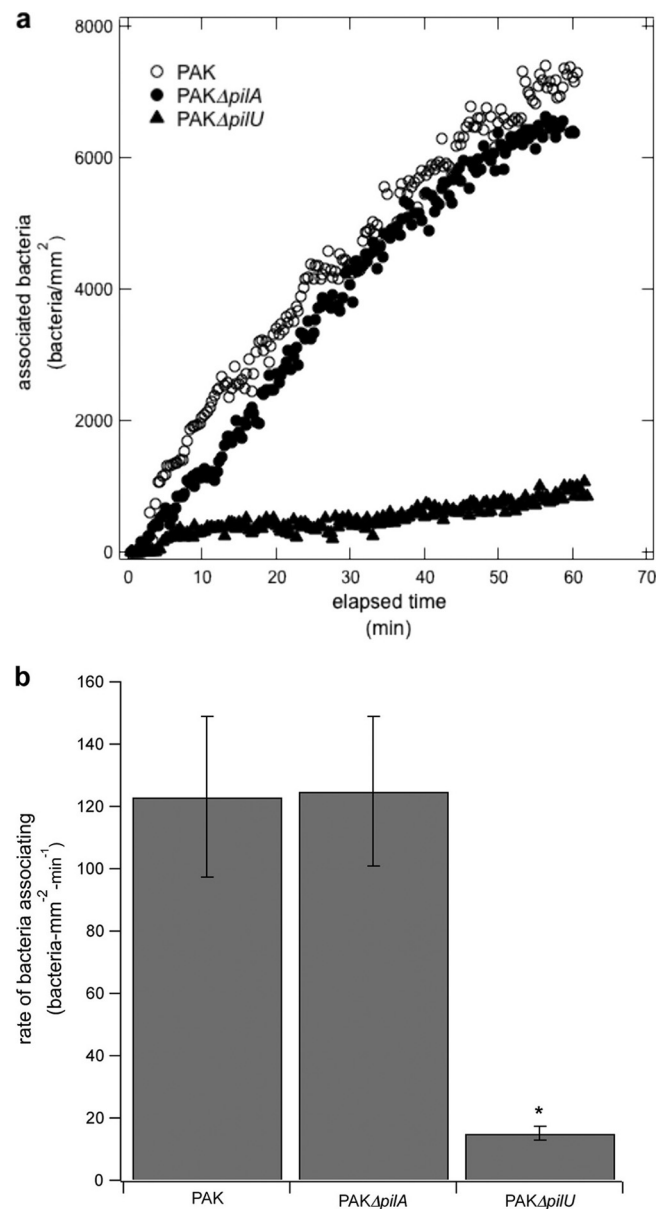 a
8000
6000
4000
2000
0
associated bacteria
(bacteria/mm²)
PAK
PAKΔpilA
PAKΔpilU
0 10 20 30 40 50 60 70
elapsed time
(min)
b
160
140
120
100
80
60
40
20
0
rate of bacteria associating
(bacteria-mm⁻²-min⁻¹)
*
PAK PAKΔpilA PAKΔpilU